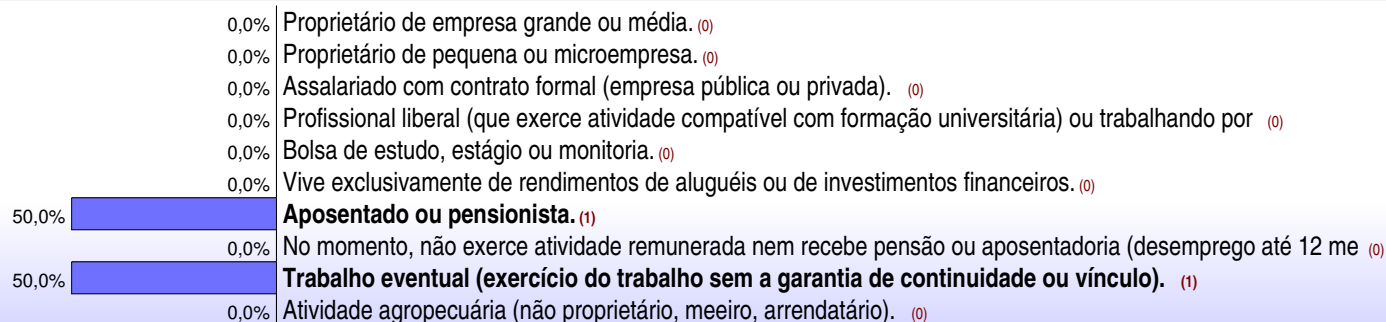 0,0% Proprietário de empresa grande ou média. (0)
0,0% Proprietário de pequena ou microempresa. (0)
0,0% Assalariado com contrato formal (empresa pública ou privada). (0)
0,0% Profissional liberal (que exerce atividade compatível com formação universitária) ou trabalhando por (0)
0,0% Bolsa de estudo, estágio ou monitoria. (0)
0,0% Vive exclusivamente de rendimentos de aluguéis ou de investimentos financeiros. (0)
50,0% Aposentado ou pensionista. (1)
0,0% No momento, não exerce atividade remunerada nem recebe pensão ou aposentadoria (desemprego até 12 me (0)
50,0% Trabalho eventual (exercício do trabalho sem a garantia de continuidade ou vínculo). (1)
0,0% Atividade agropecuária (não proprietário, meeiro, arrendatário). (0)